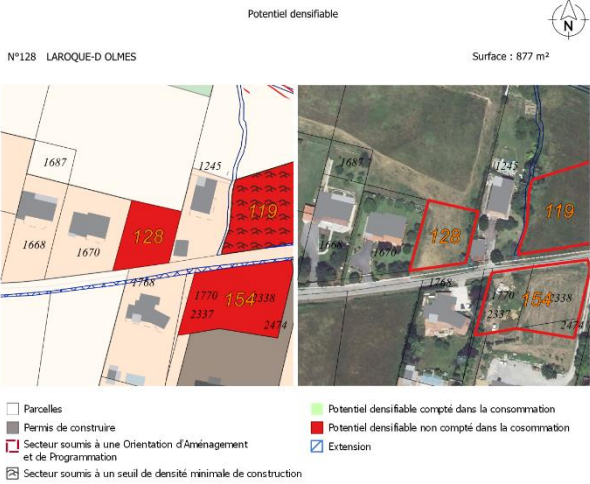 Potentiel densifiable
N
N°128 LAROQUE-D OLMES
Surface : 877 m²
1687
1245
119
128
1668
1670
1768
1770
154
2338
2337
2474
1687
1245
119
128
1668
1670
1768
1770
154
2338
2337
2474
Parcelles
Permis de construire
Secteur soumis à une Orientation d'Aménagement
et de Programmation
Secteur soumis à un seuil de densité minimale de construction
Potentiel densifiable compté dans la consommation
Potentiel densifiable non compté dans la cosommation
Extension